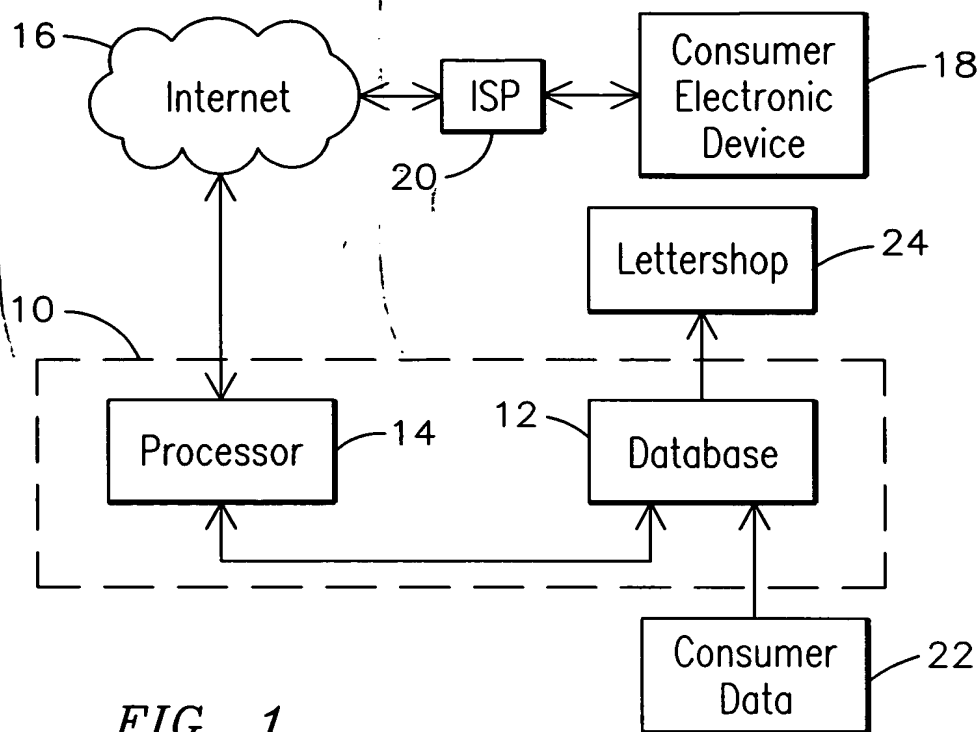 16
Internet
ISP
20
Consumer
Electronic
Device
18
Lettershop
24
10
Processor
14
12
Database
Consumer
Data
22
FIG. 1